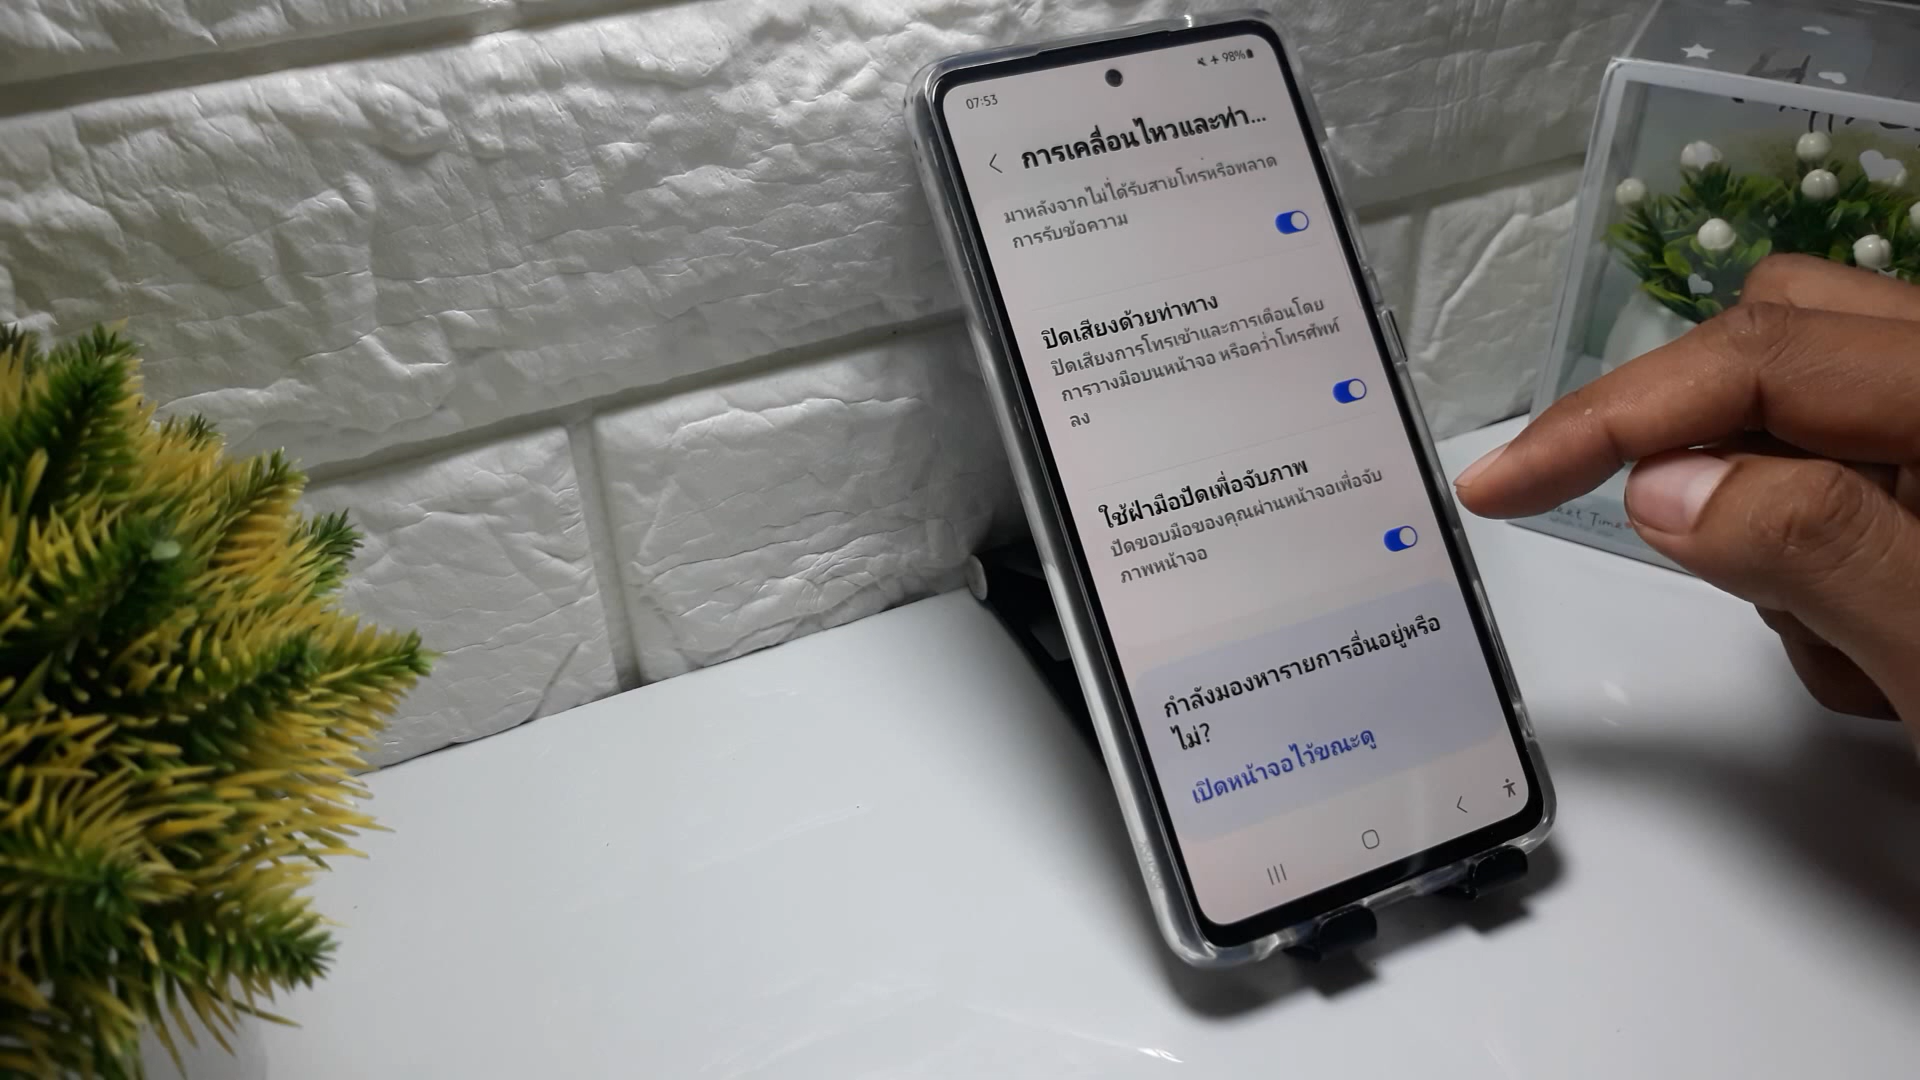 07:53
98%
การเคลื่อนไหวและท่า...
มาหลังจากไม่ได้รับสายโทรหรือพลาด
การรับข้อความ
ปิดเสียงด้วยท่าทาง
ปิดเสียงการโทรเข้าและการเตือนโดย
การวางมือบนหน้าจอ หรือคว่ำโทรศัพท์
ลง
ใช้ฝ่ามือปัดเพื่อจับภาพ
ปัดขอบมือของคุณผ่านหน้าจอเพื่อจับ
ภาพหน้าจอ
กำลังมองหารายการอื่นอยู่หรือ
ไม่?
เปิดหน้าจอไว้ขณะดู
Time